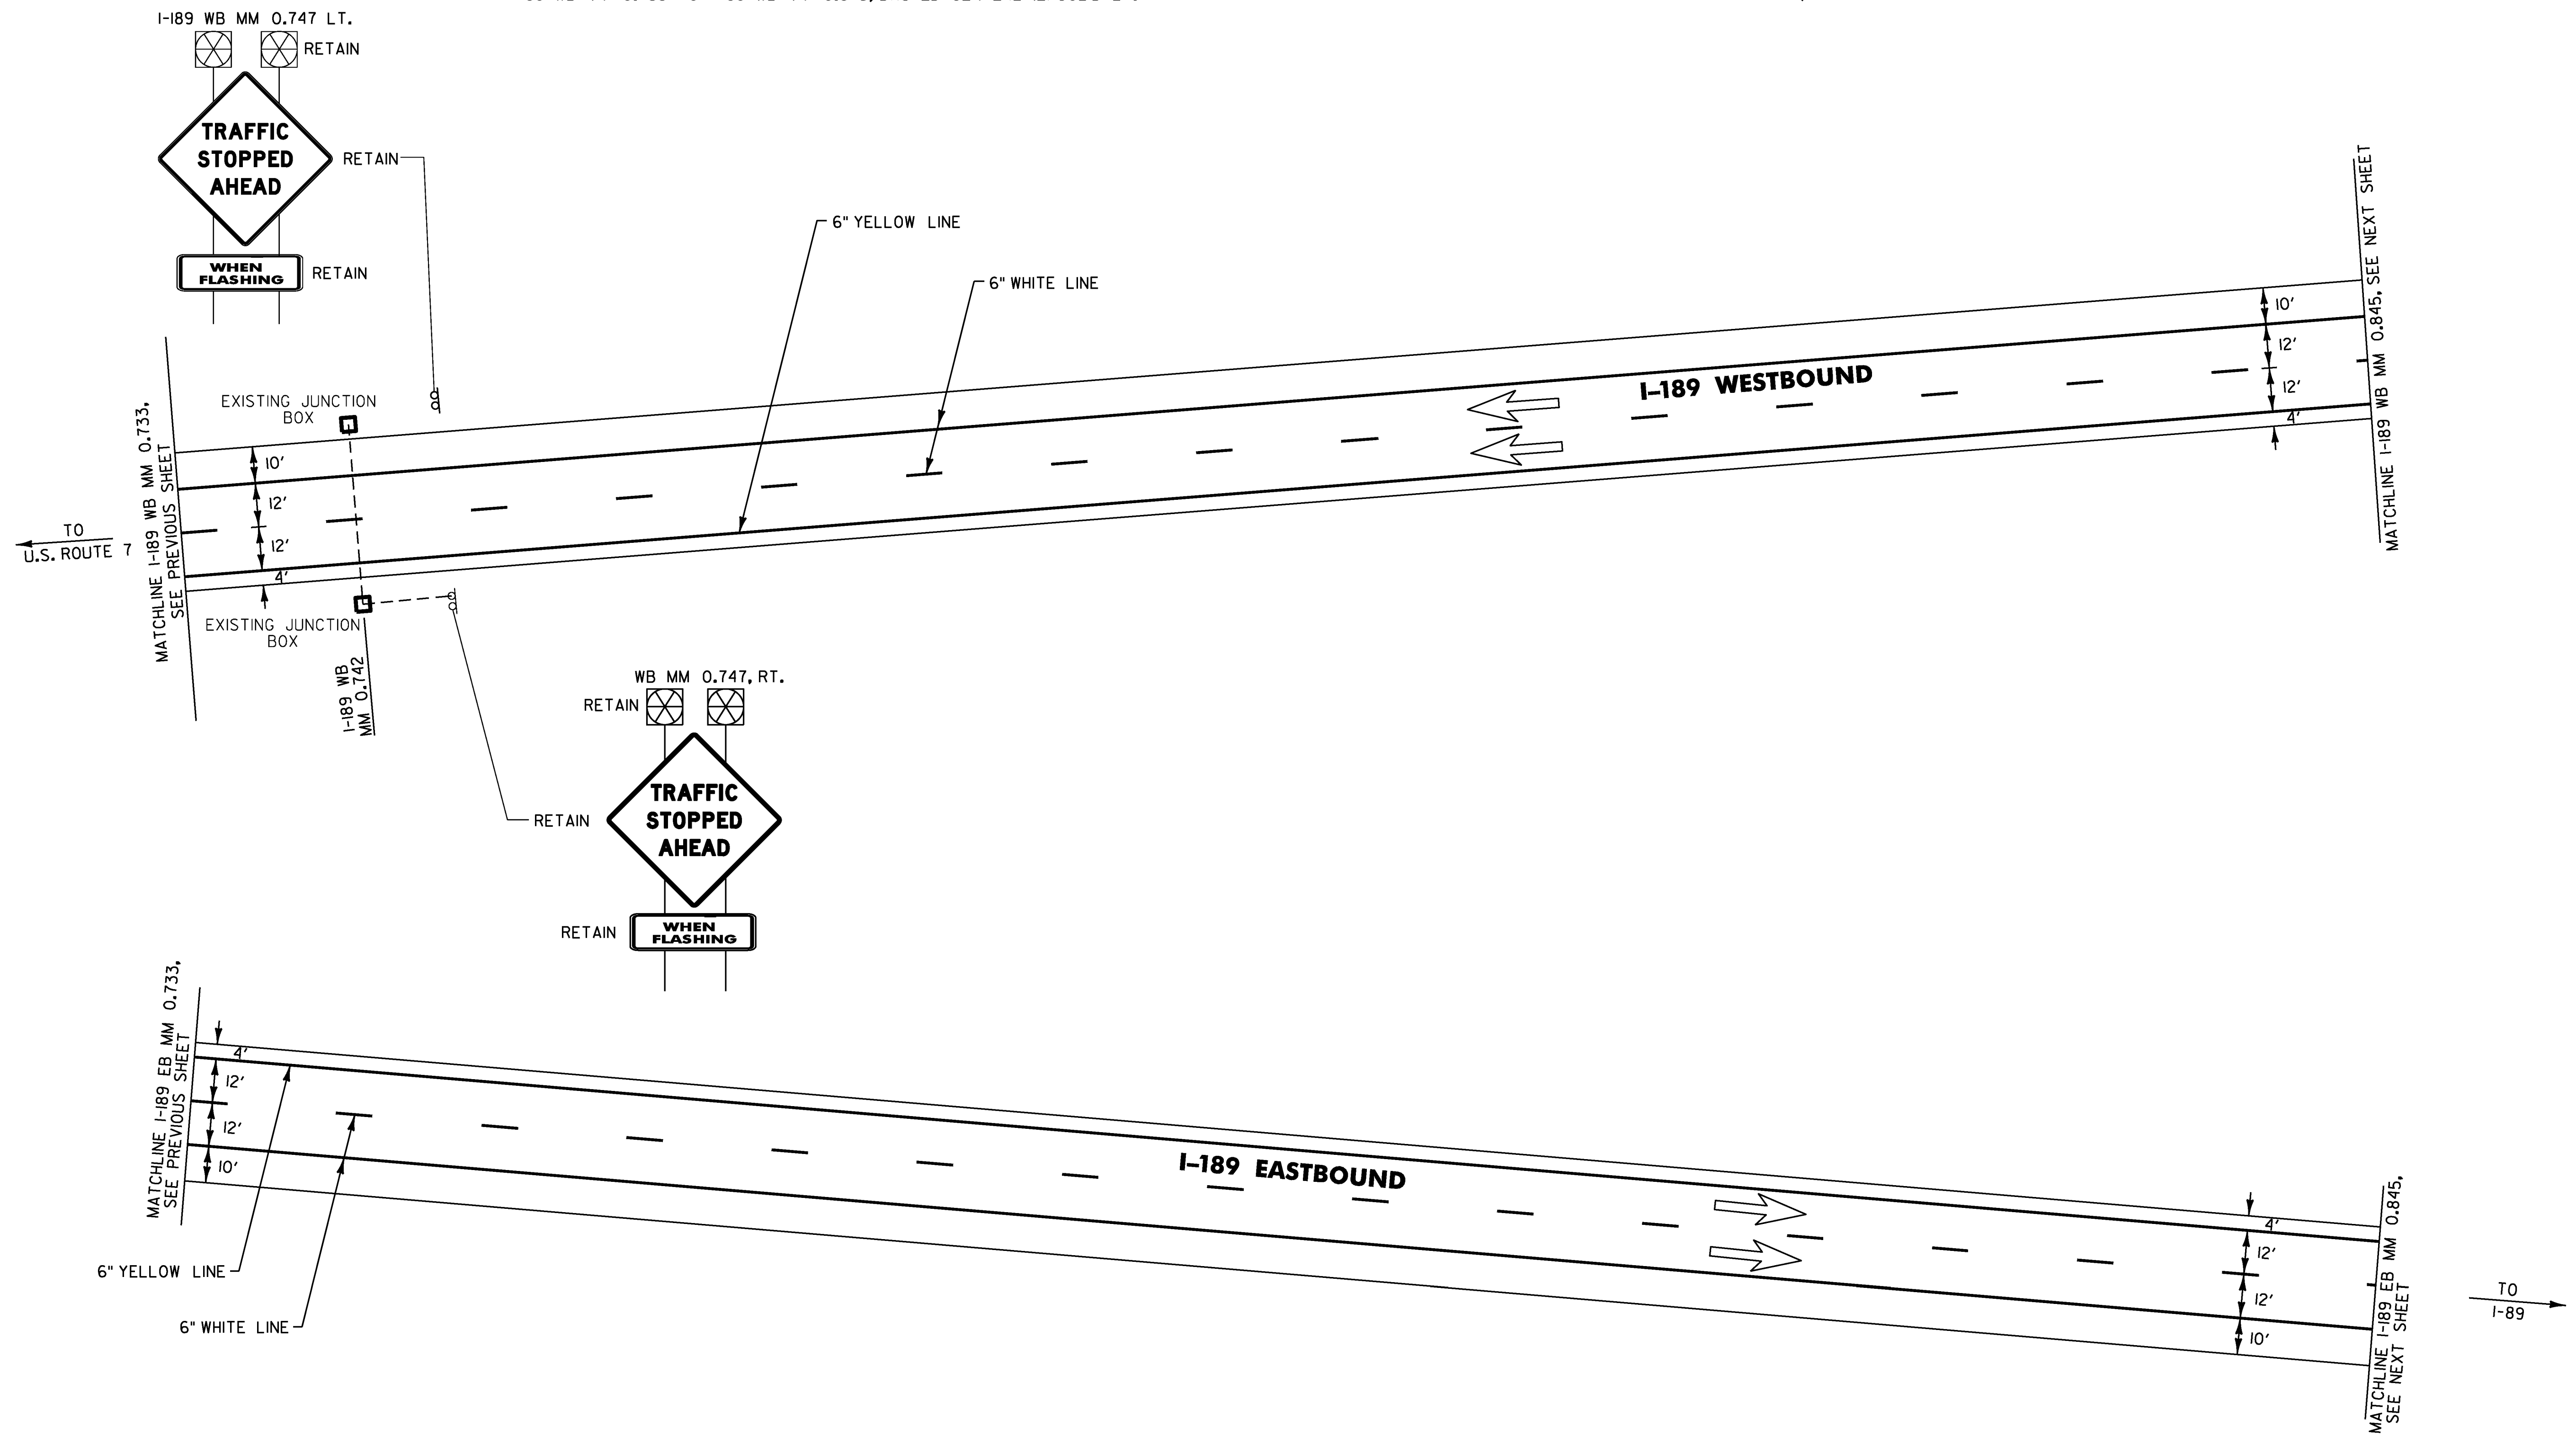 I-189 WB MM 0.747 LT.
RETAIN
TRAFFIC
STOPPED
AHEAD
RETAIN
WHEN
FLASHING
RETAIN
6" YELLOW LINE
6" WHITE LINE
EXISTING JUNCTION
BOX
MATCHLINE I-189 WB MM 0.733,
SEE PREVIOUS SHEET
10'
12'
12'
4'
TO
U.S. ROUTE 7
EXISTING JUNCTION
BOX
I-189 WB
MM 0.742
I-189 WESTBOUND
10'
12'
12'
4'
MATCHLINE I-189 WB MM 0.845, SEE NEXT SHEET
WB MM 0.747, RT.
RETAIN
TRAFFIC
STOPPED
AHEAD
RETAIN
WHEN
FLASHING
RETAIN
MATCHLINE I-189 EB MM 0.733,
SEE PREVIOUS SHEET
4'
12'
12'
10'
6" YELLOW LINE
6" WHITE LINE
I-189 EASTBOUND
4'
12'
12'
10'
MATCHLINE I-189 EB MM 0.845,
SEE NEXT SHEET
TO
I-89